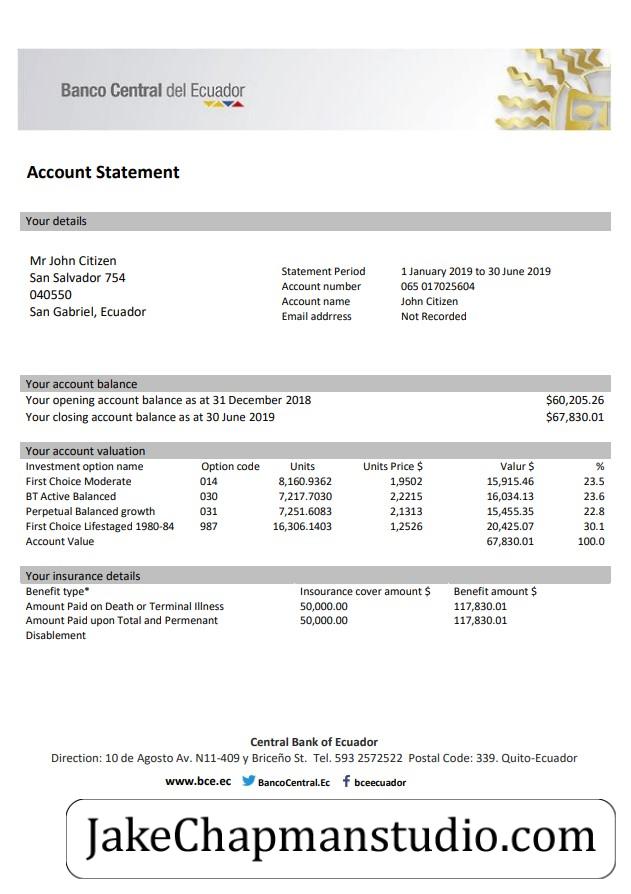 Banco Central del Ecuador
Account Statement
Your details
Mr John Citizen
San Salvador 754
040550
San Gabriel, Ecuador
Statement Period 1 January 2019 to 30 June 2019
Account number 065 017025604
Account name John Citizen
Email adrress Not Recorded
Your account balance
Your opening account balance as at 31 December 2018 $60,205.26
Your closing account balance as at 30 June 2019 $67,830.01
Your account valuation
Investment option name Option code Units Units Price $ Valur $ %
First Choice Moderate 014 8,160.9362 1,9502 15,915.46 23.5
BT Active Balanced 030 7,217.7030 2,2215 16,034.13 23.6
Perpetual Balanced growth 031 7,251.6083 2,1313 15,455.35 22.8
First Choice Lifestaged 1980-84 987 16,306.1403 1,2526 20,425.07 30.1
Account Value 67,830.01 100.0
Your insurance details
Benefit type* Insourance cover amount $ Benefit amount $
Amount Paid on Death or Terminal Illness 50,000.00 117,830.01
Amount Paid upon Total and Permenant 50,000.00 117,830.01
Disablement
Central Bank of Ecuador
Direction: 10 de Agosto Av. N11-409 y Briceño St. Tel. 593 2572522 Postal Code: 339. Quito-Ecuador
www.bce.ec BancoCentral.Ec bceecuador
JakeChapmanstudio.com